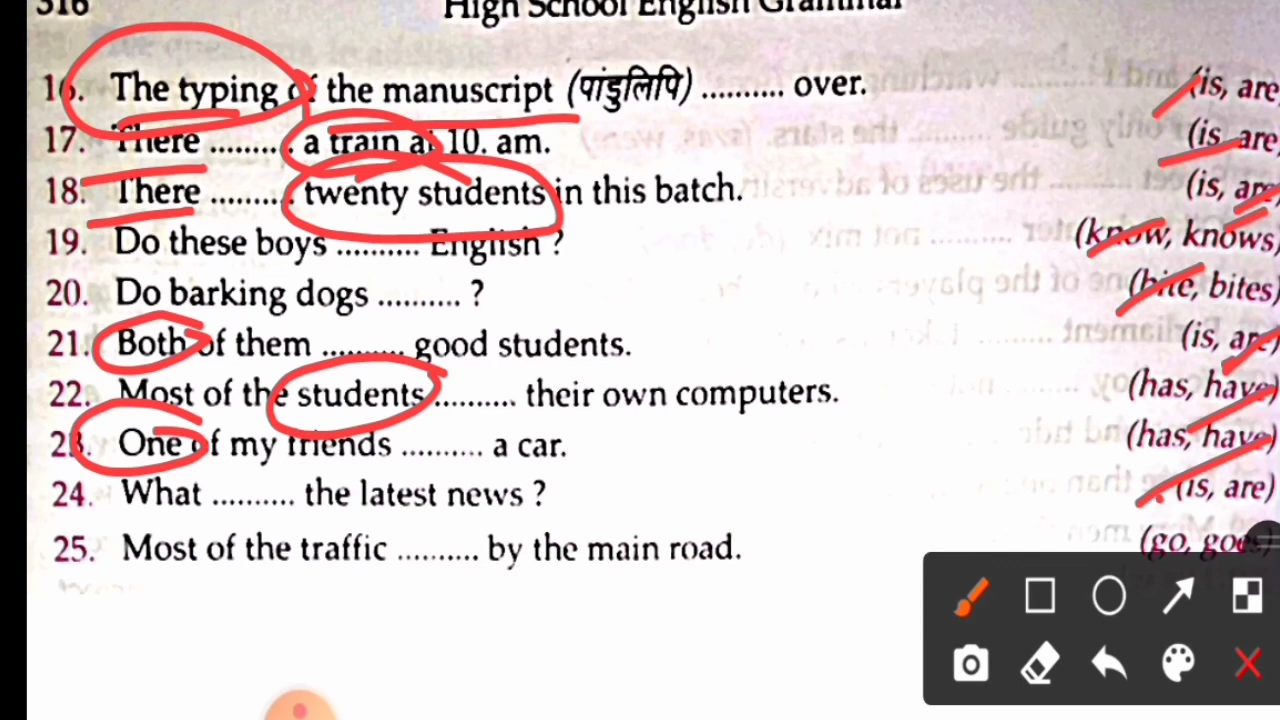 316 High School English Grammar
16. The typing of the manuscript (पांडुलिपि) .......... over. (is, are
17. There .......... a train at 10. am. (is, are)
18. There .......... twenty students in this batch. (is, are)
19. Do these boys .......... English ? (know, knows)
20. Do barking dogs .......... ? (bite, bites)
21. Both of them .......... good students. (is, are)
22. Most of the students .......... their own computers. (has, have)
23. One of my friends .......... a car. (has, have)
24. What .......... the latest news ? (is, are)
25. Most of the traffic .......... by the main road. (go, goes)